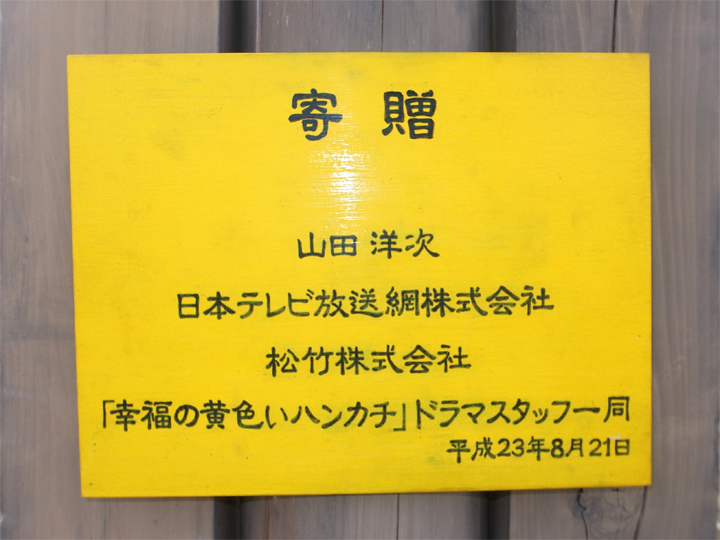 寄贈
山田洋次
日本テレビ放送網株式会社
松竹株式会社
「幸福の黄色いハンカチ」ドラマスタッフ一同
平成23年8月21日